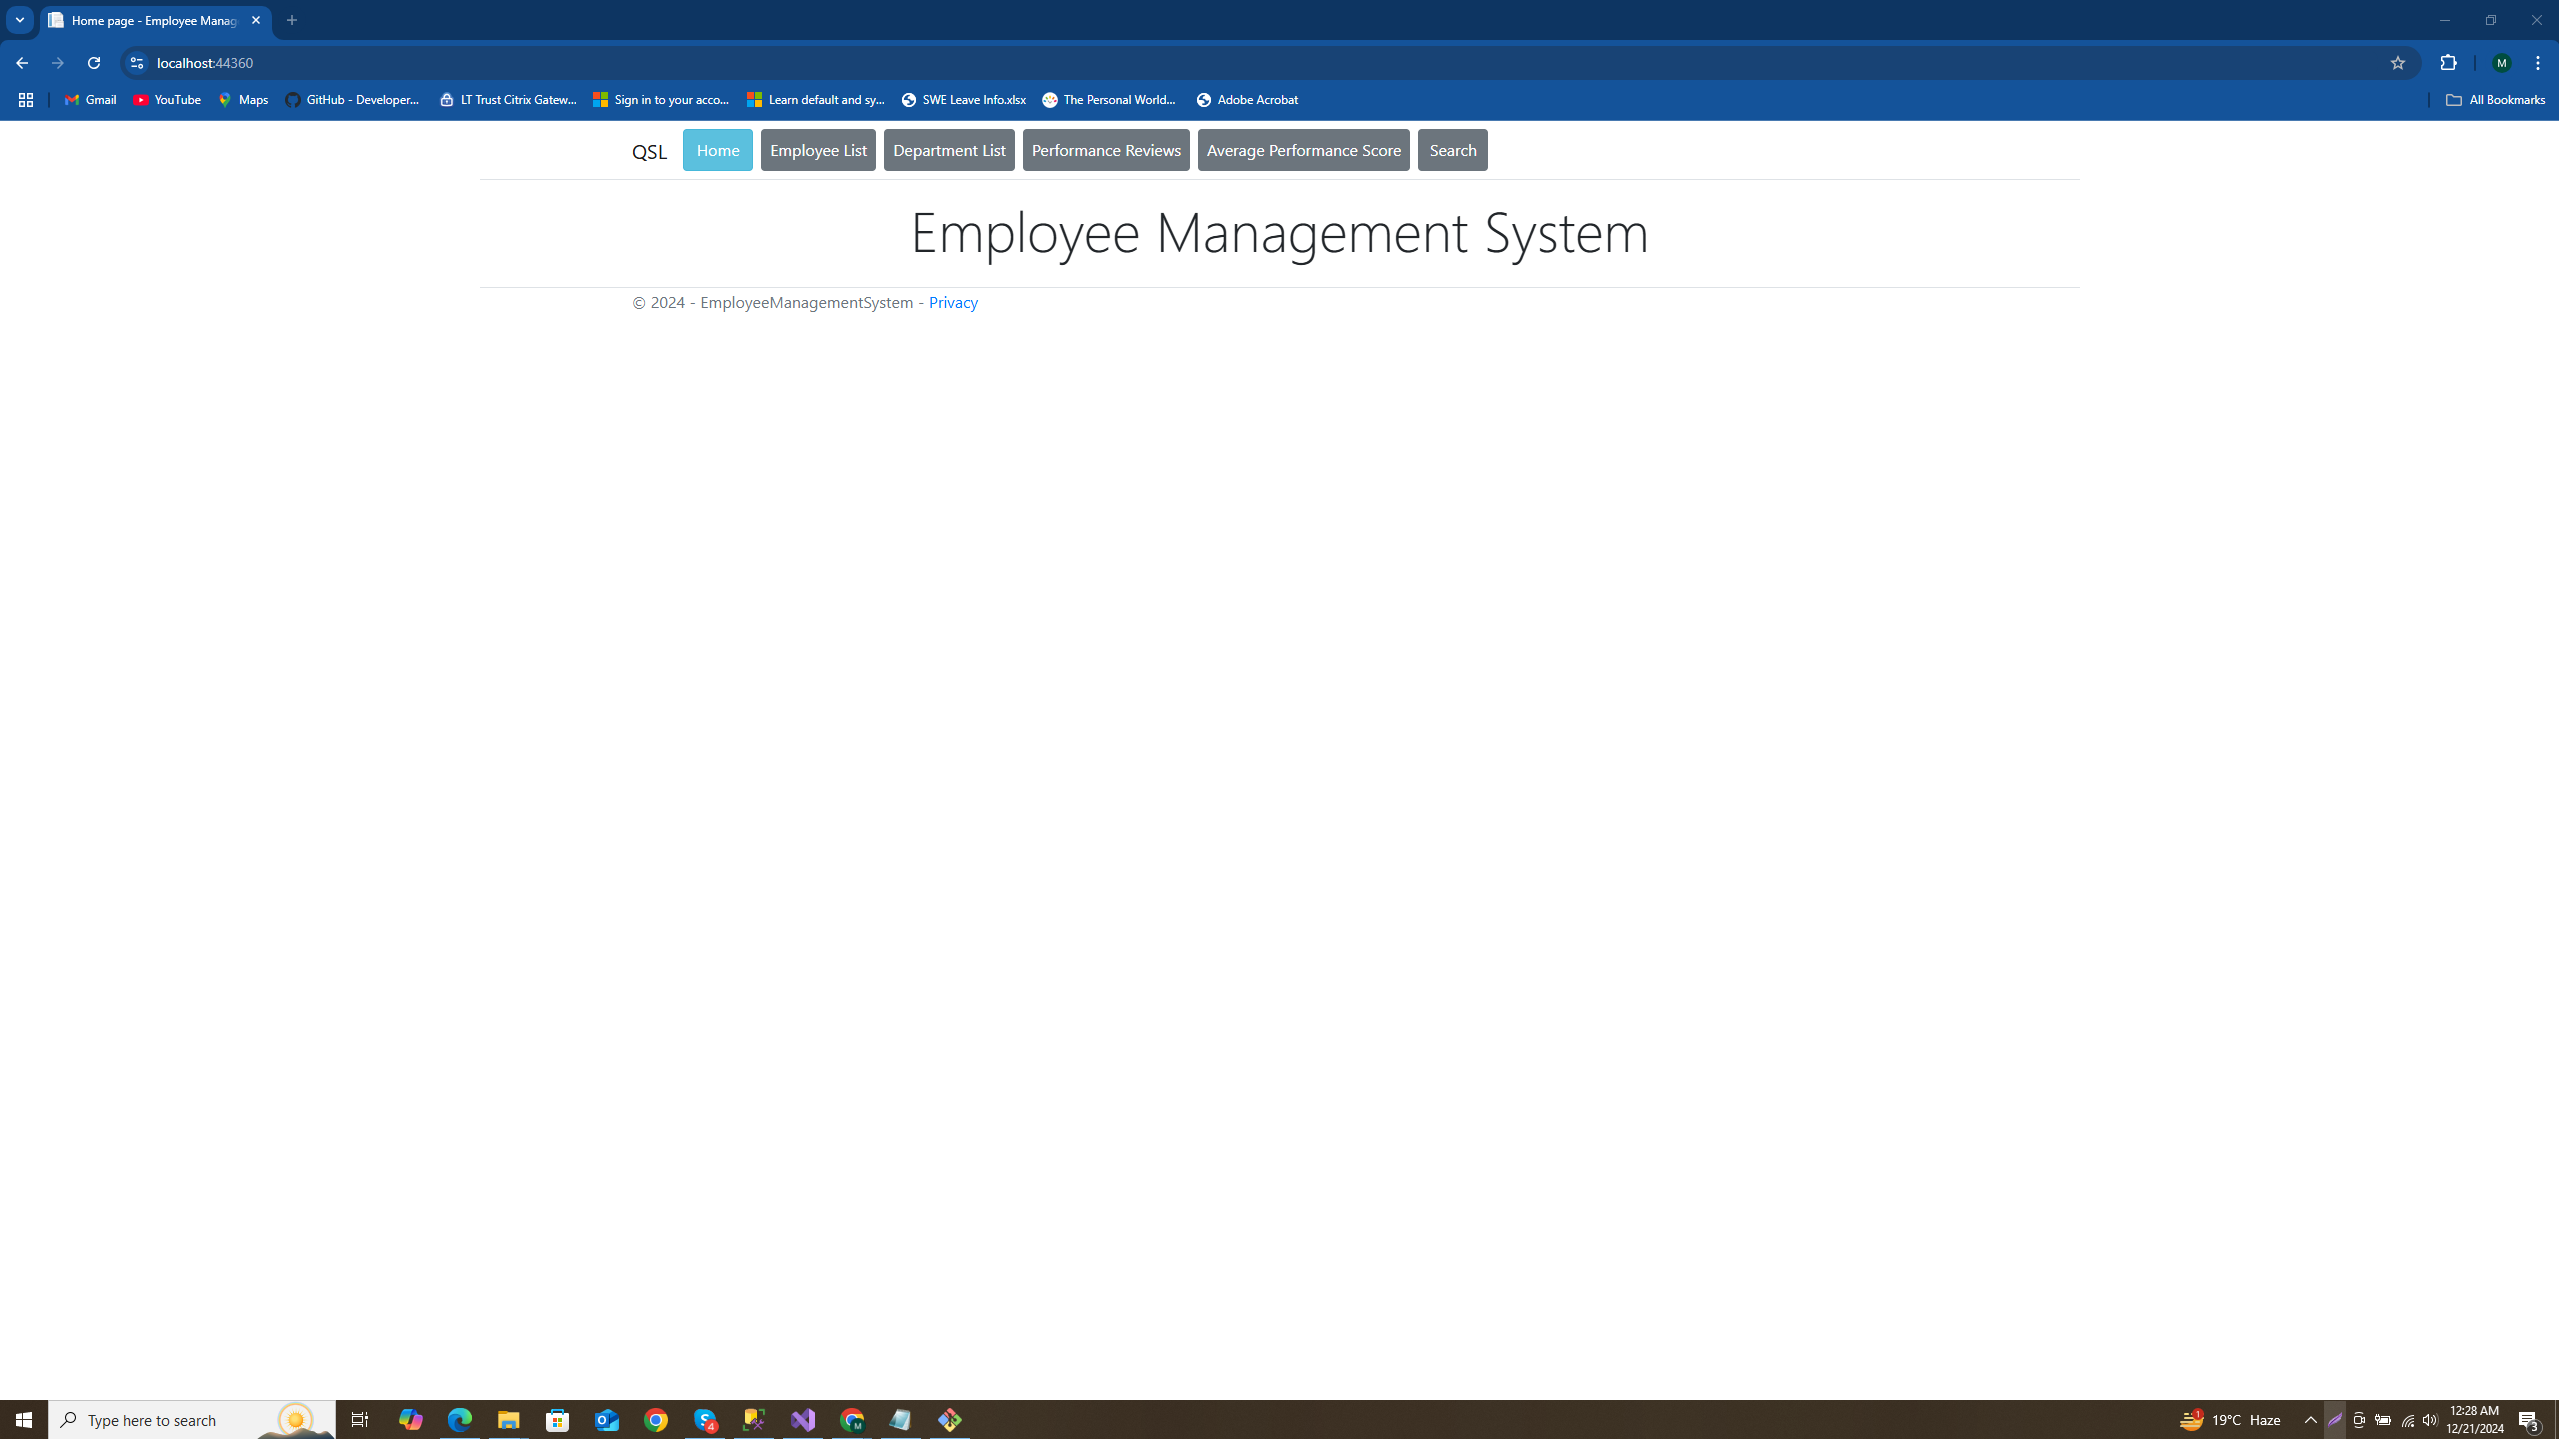 Home page - Employee Manag
localhost:44360
M
Gmail
YouTube
Maps
GitHub - Developer...
LT Trust Citrix Gatew...
Sign in to your acco...
Learn default and sy...
SWE Leave Info.xlsx
The Personal World...
Adobe Acrobat
All Bookmarks
QSL
Home
Employee List
Department List
Performance Reviews
Average Performance Score
Search
Employee Management System
© 2024 - EmployeeManagementSystem - Privacy
Type here to search
4
M
1
19°C Haze
12:28 AM
12/21/2024
3